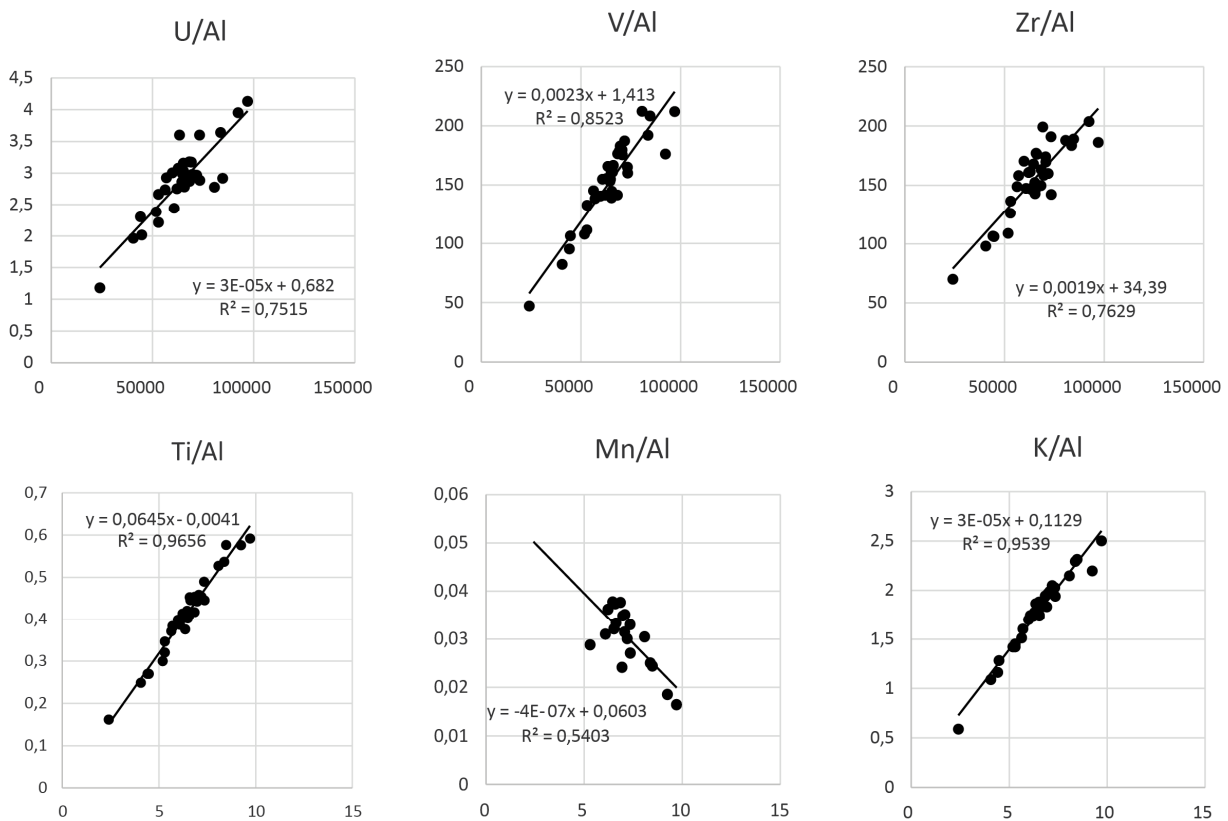 U/Al
4,5
4
3,5
3
2,5
2
1,5
1
0,5
0
y = 3E-05x + 0,682
R² = 0,7515
0 50000 100000 150000
V/Al
250
200
150
100
50
0
y = 0,0023x + 1,413
R² = 0,8523
0 50000 100000 150000
Zr/Al
250
200
150
100
50
0
y = 0,0019x + 34,39
R² = 0,7629
0 50000 100000 150000
Ti/Al
0,7
0,6
0,5
0,4
0,3
0,2
0,1
0
y = 0,0645x - 0,0041
R² = 0,9656
0 5 10 15
Mn/Al
0,06
0,05
0,04
0,03
0,02
0,01
0
y = -4E-07x + 0,0603
R² = 0,5403
0 5 10 15
K/Al
3
2,5
2
1,5
1
0,5
0
y = 3E-05x + 0,1129
R² = 0,9539
0 5 10 15